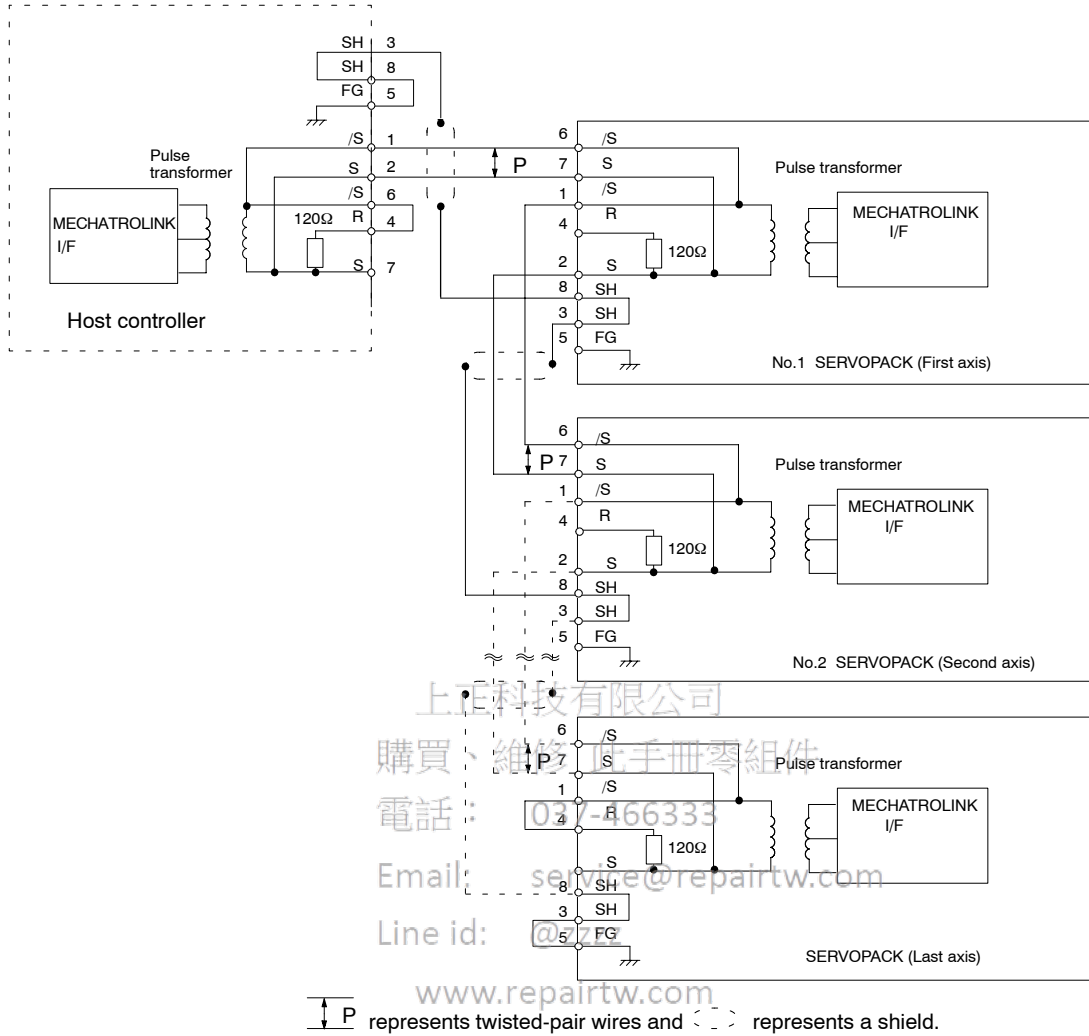 SH 3
SH 8
FG 5
/S 1
S 2
/S 6
R 4
S 7
Pulse
transformer
120Ω
MECHATROLINK
I/F
Host controller
P
6 /S
7 S
1 /S
4 R
120Ω
2 S
8 SH
3 SH
5 FG
Pulse transformer
MECHATROLINK
I/F
No.1 SERVOPACK (First axis)
P
6 /S
7 S
1 /S
4 R
120Ω
2 S
8 SH
3 SH
5 FG
Pulse transformer
MECHATROLINK
I/F
No.2 SERVOPACK (Second axis)
上正科技有限公司
購買、維修 此手冊零組件
電話： 037-466333
Email: service@repairtw.com
Line id: @zzzz
www.repairtw.com
P
6 /S
7 S
1 /S
4 R
120Ω
S
8 SH
3 SH
5 FG
Pulse transformer
MECHATROLINK
I/F
SERVOPACK (Last axis)
P represents twisted-pair wires and represents a shield.